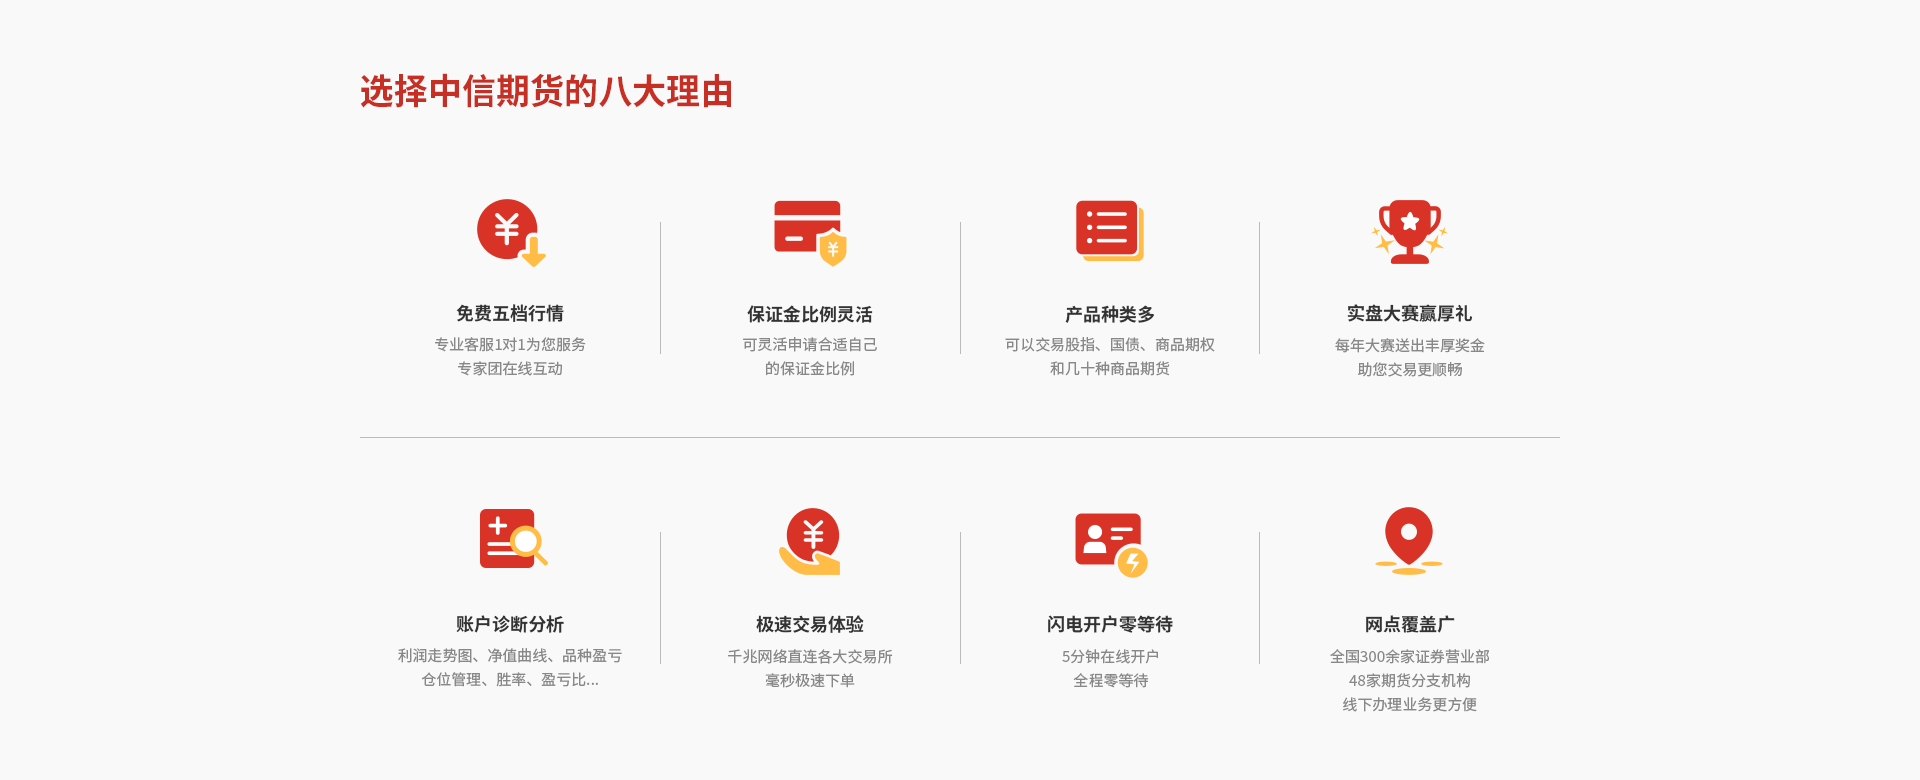 选择中信期货的八大理由
免费五档行情
专业客服1对1为您服务
专家团在线互动
保证金比例灵活
可灵活申请合适自己
的保证金比例
产品种类多
可以交易股指、国债、商品期权
和几十种商品期货
实盘大赛赢厚礼
每年大赛送出丰厚奖金
助您交易更顺畅
账户诊断分析
利润走势图、净值曲线、品种盈亏
仓位管理、胜率、盈亏比...
极速交易体验
千兆网络直连各大交易所
毫秒极速下单
闪电开户零等待
5分钟在线开户
全程零等待
网点覆盖广
全国300余家证券营业部
48家期货分支机构
线下办理业务更方便